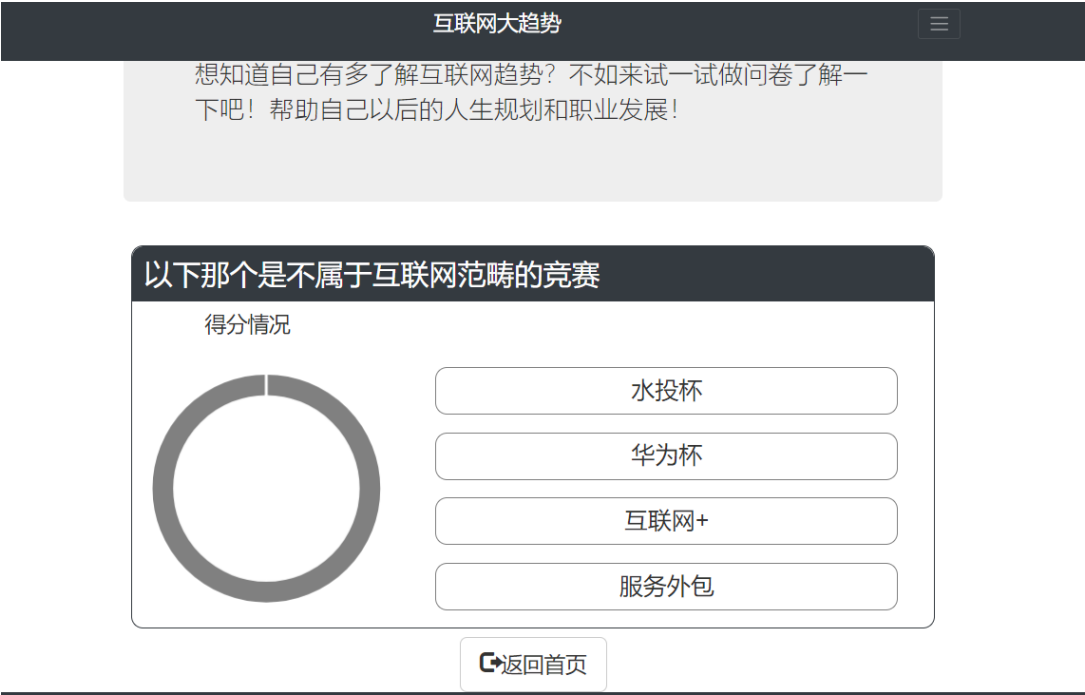 互联网大趋势
想知道自己有多了解互联网趋势？不如来试一试做问卷了解一
下吧！帮助自己以后的人生规划和职业发展！
以下那个是不属于互联网范畴的竞赛
得分情况
水投杯
华为杯
互联网+
服务外包
返回首页